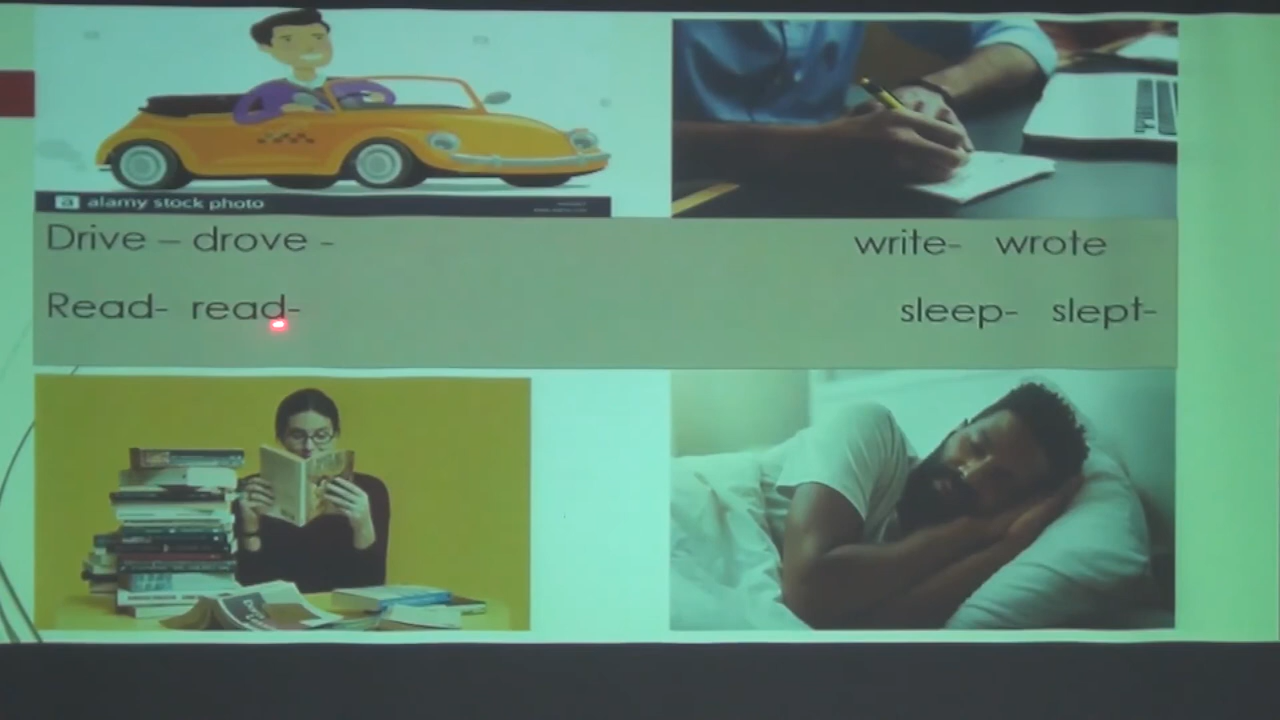 a alamy stock photo
Drive – drove -
write- wrote
Read- read-
sleep- slept-